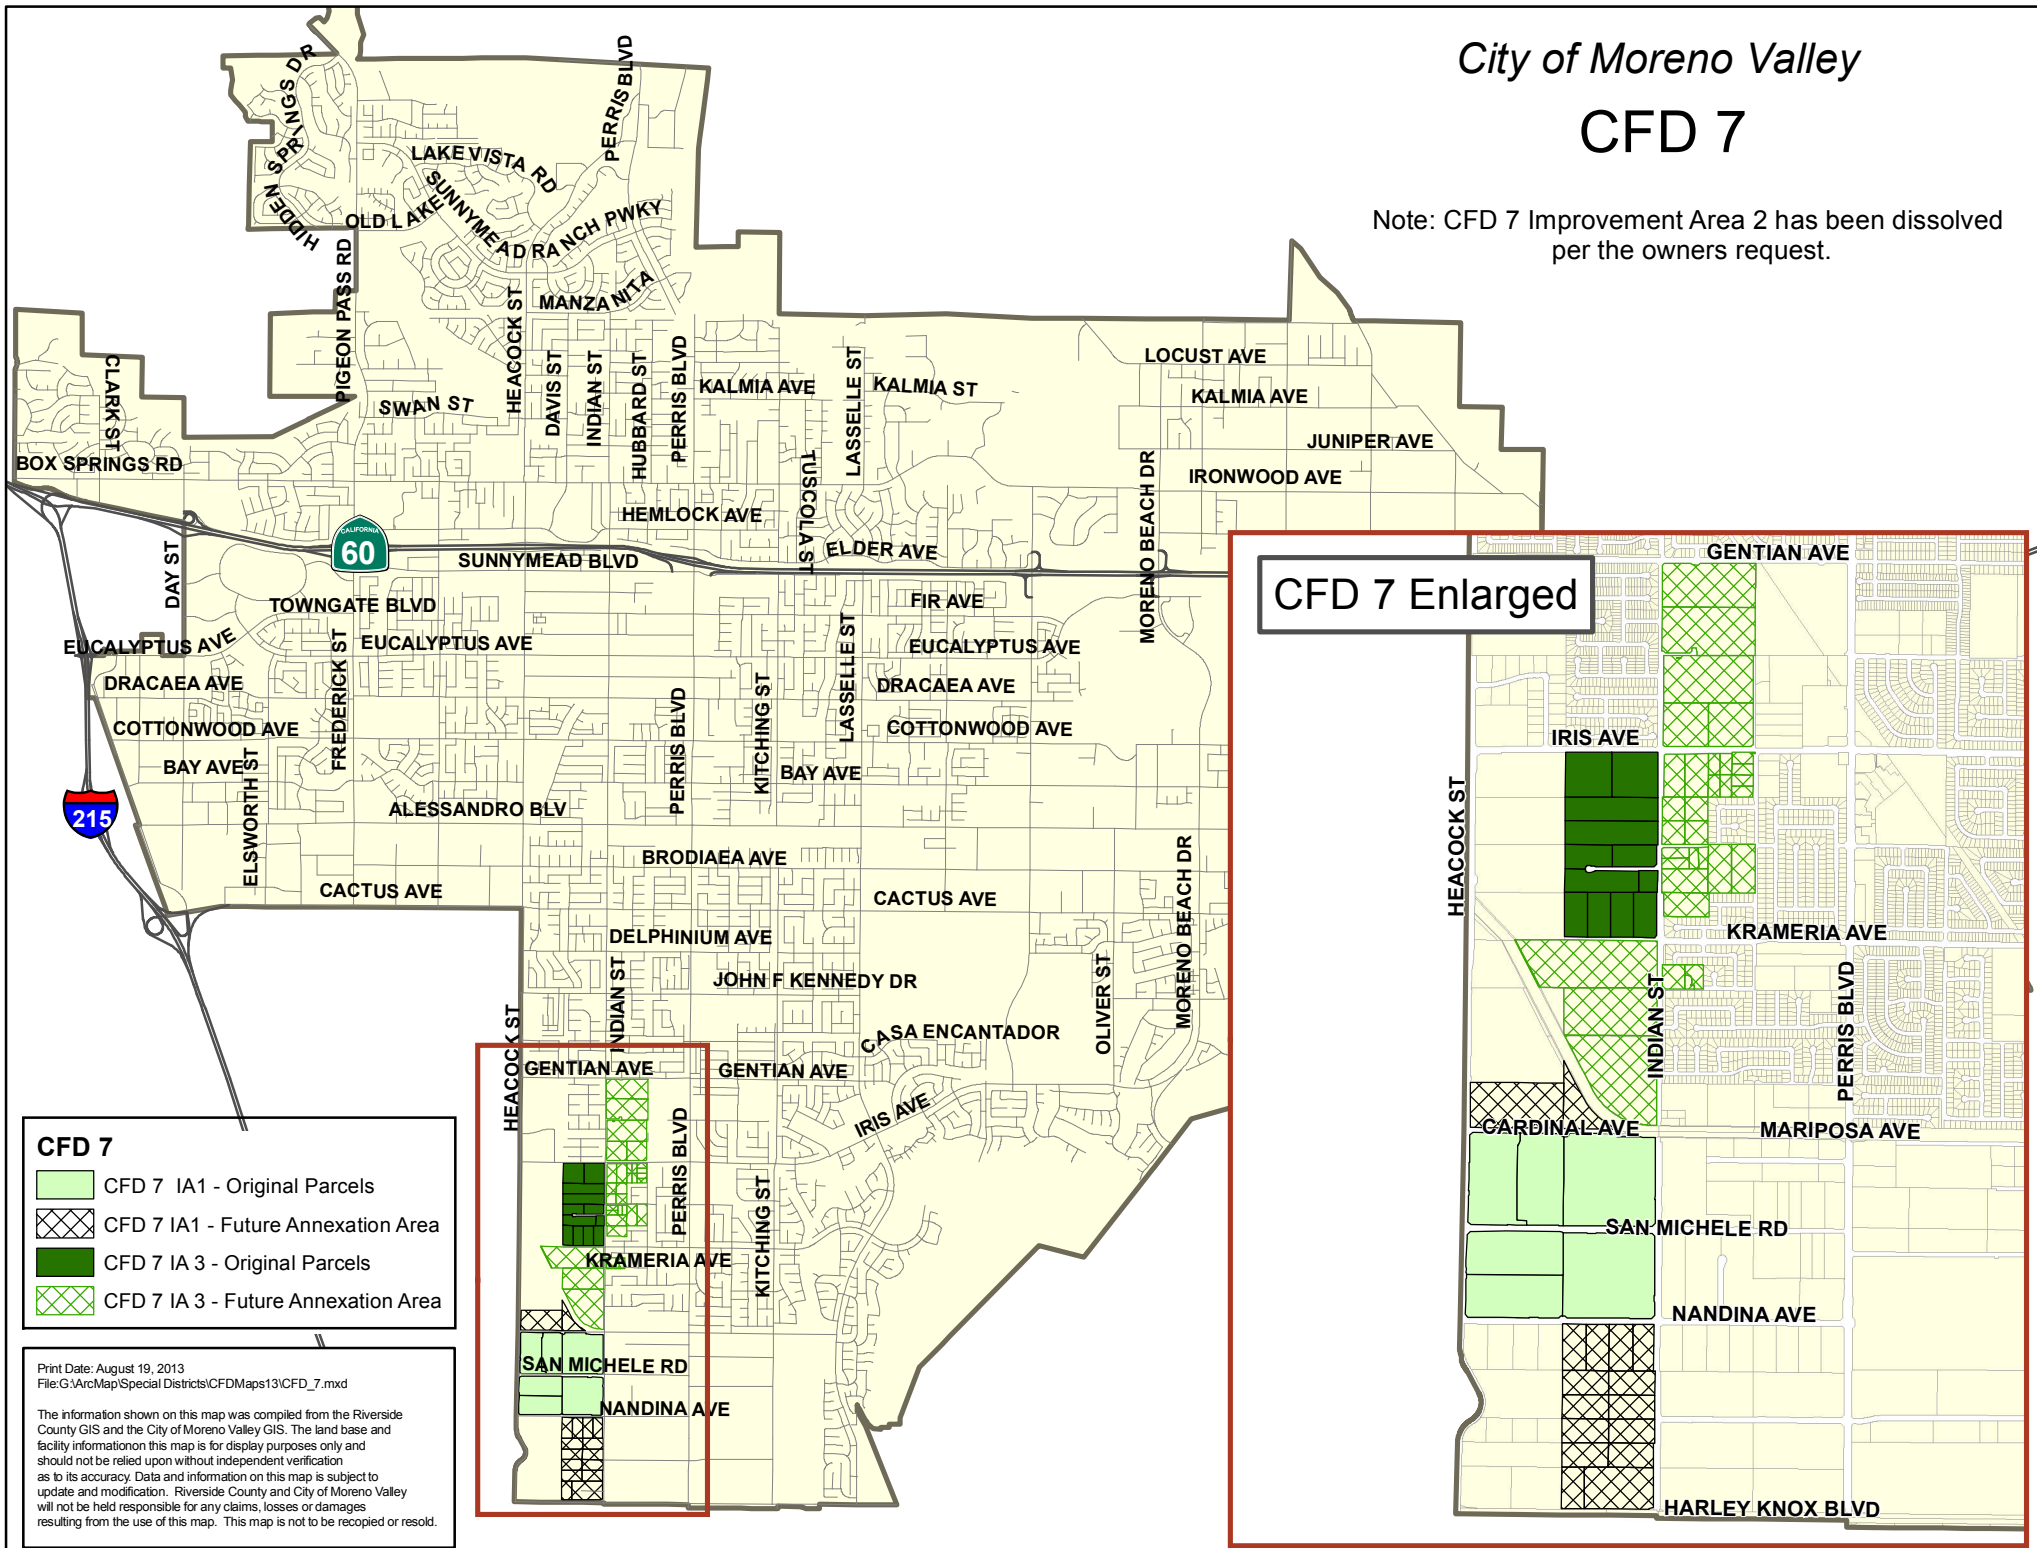 City of Moreno Valley
CFD 7
Note: CFD 7 Improvement Area 2 has been dissolved
per the owners request.
HIDDEN SPRINGS DR
PERRIS BLVD
LAKE VISTA RD
SUNNYMEAD RANCH PWKY
OLD LAKE
PIGEON PASS RD
MANZANITA
HEACOCK ST
DAVIS ST
INDIAN ST
HUBBARD ST
PERRIS BLVD
KALMIA AVE
LASSELLE ST
KALMIA ST
LOCUST AVE
KALMIA AVE
JUNIPER AVE
IRONWOOD AVE
CLARK ST
SWAN ST
BOX SPRINGS RD
HEMLOCK AVE
TUSCOLA ST
ELDER AVE
MORENO BEACH DR
CALIFORNIA
60
SUNNYMEAD BLVD
DAY ST
TOWNGATE BLVD
FIR AVE
EUCALYPTUS AVE
EUCALYPTUS AVE
EUCALYPTUS AVE
FREDERICK ST
LASSELLE ST
DRACAEA AVE
DRACAEA AVE
PERRIS BLVD
KITCHING ST
COTTONWOOD AVE
COTTONWOOD AVE
BAY AVE
BAY AVE
ELSWORTH ST
215
ALESSANDRO BLV
BRODIAEA AVE
CACTUS AVE
CACTUS AVE
MORENO BEACH DR
DELPHINIUM AVE
INDIAN ST
JOHN F KENNEDY DR
OLIVER ST
HEACOCK ST
CASA ENCANTADOR
GENTIAN AVE
GENTIAN AVE
IRIS AVE
PERRIS BLVD
KITCHING ST
KRAMERIA AVE
SAN MICHELE RD
NANDINA AVE
CFD 7 Enlarged
GENTIAN AVE
IRIS AVE
HEACOCK ST
KRAMERIA AVE
INDIAN ST
PERRIS BLVD
CARDINAL AVE
MARIPOSA AVE
SAN MICHELE RD
NANDINA AVE
HARLEY KNOX BLVD
CFD 7
CFD 7 IA1 - Original Parcels
CFD 7 IA1 - Future Annexation Area
CFD 7 IA 3 - Original Parcels
CFD 7 IA 3 - Future Annexation Area
Print Date: August 19, 2013
File:G:\ArcMap\Special Districts\CFDMaps13\CFD_7.mxd
The information shown on this map was compiled from the Riverside
County GIS and the City of Moreno Valley GIS. The land base and
facility informationon this map is for display purposes only and
should not be relied upon without independent verification
as to its accuracy. Data and information on this map is subject to
update and modification. Riverside County and City of Moreno Valley
will not be held responsible for any claims, losses or damages
resulting from the use of this map. This map is not to be recopied or resold.